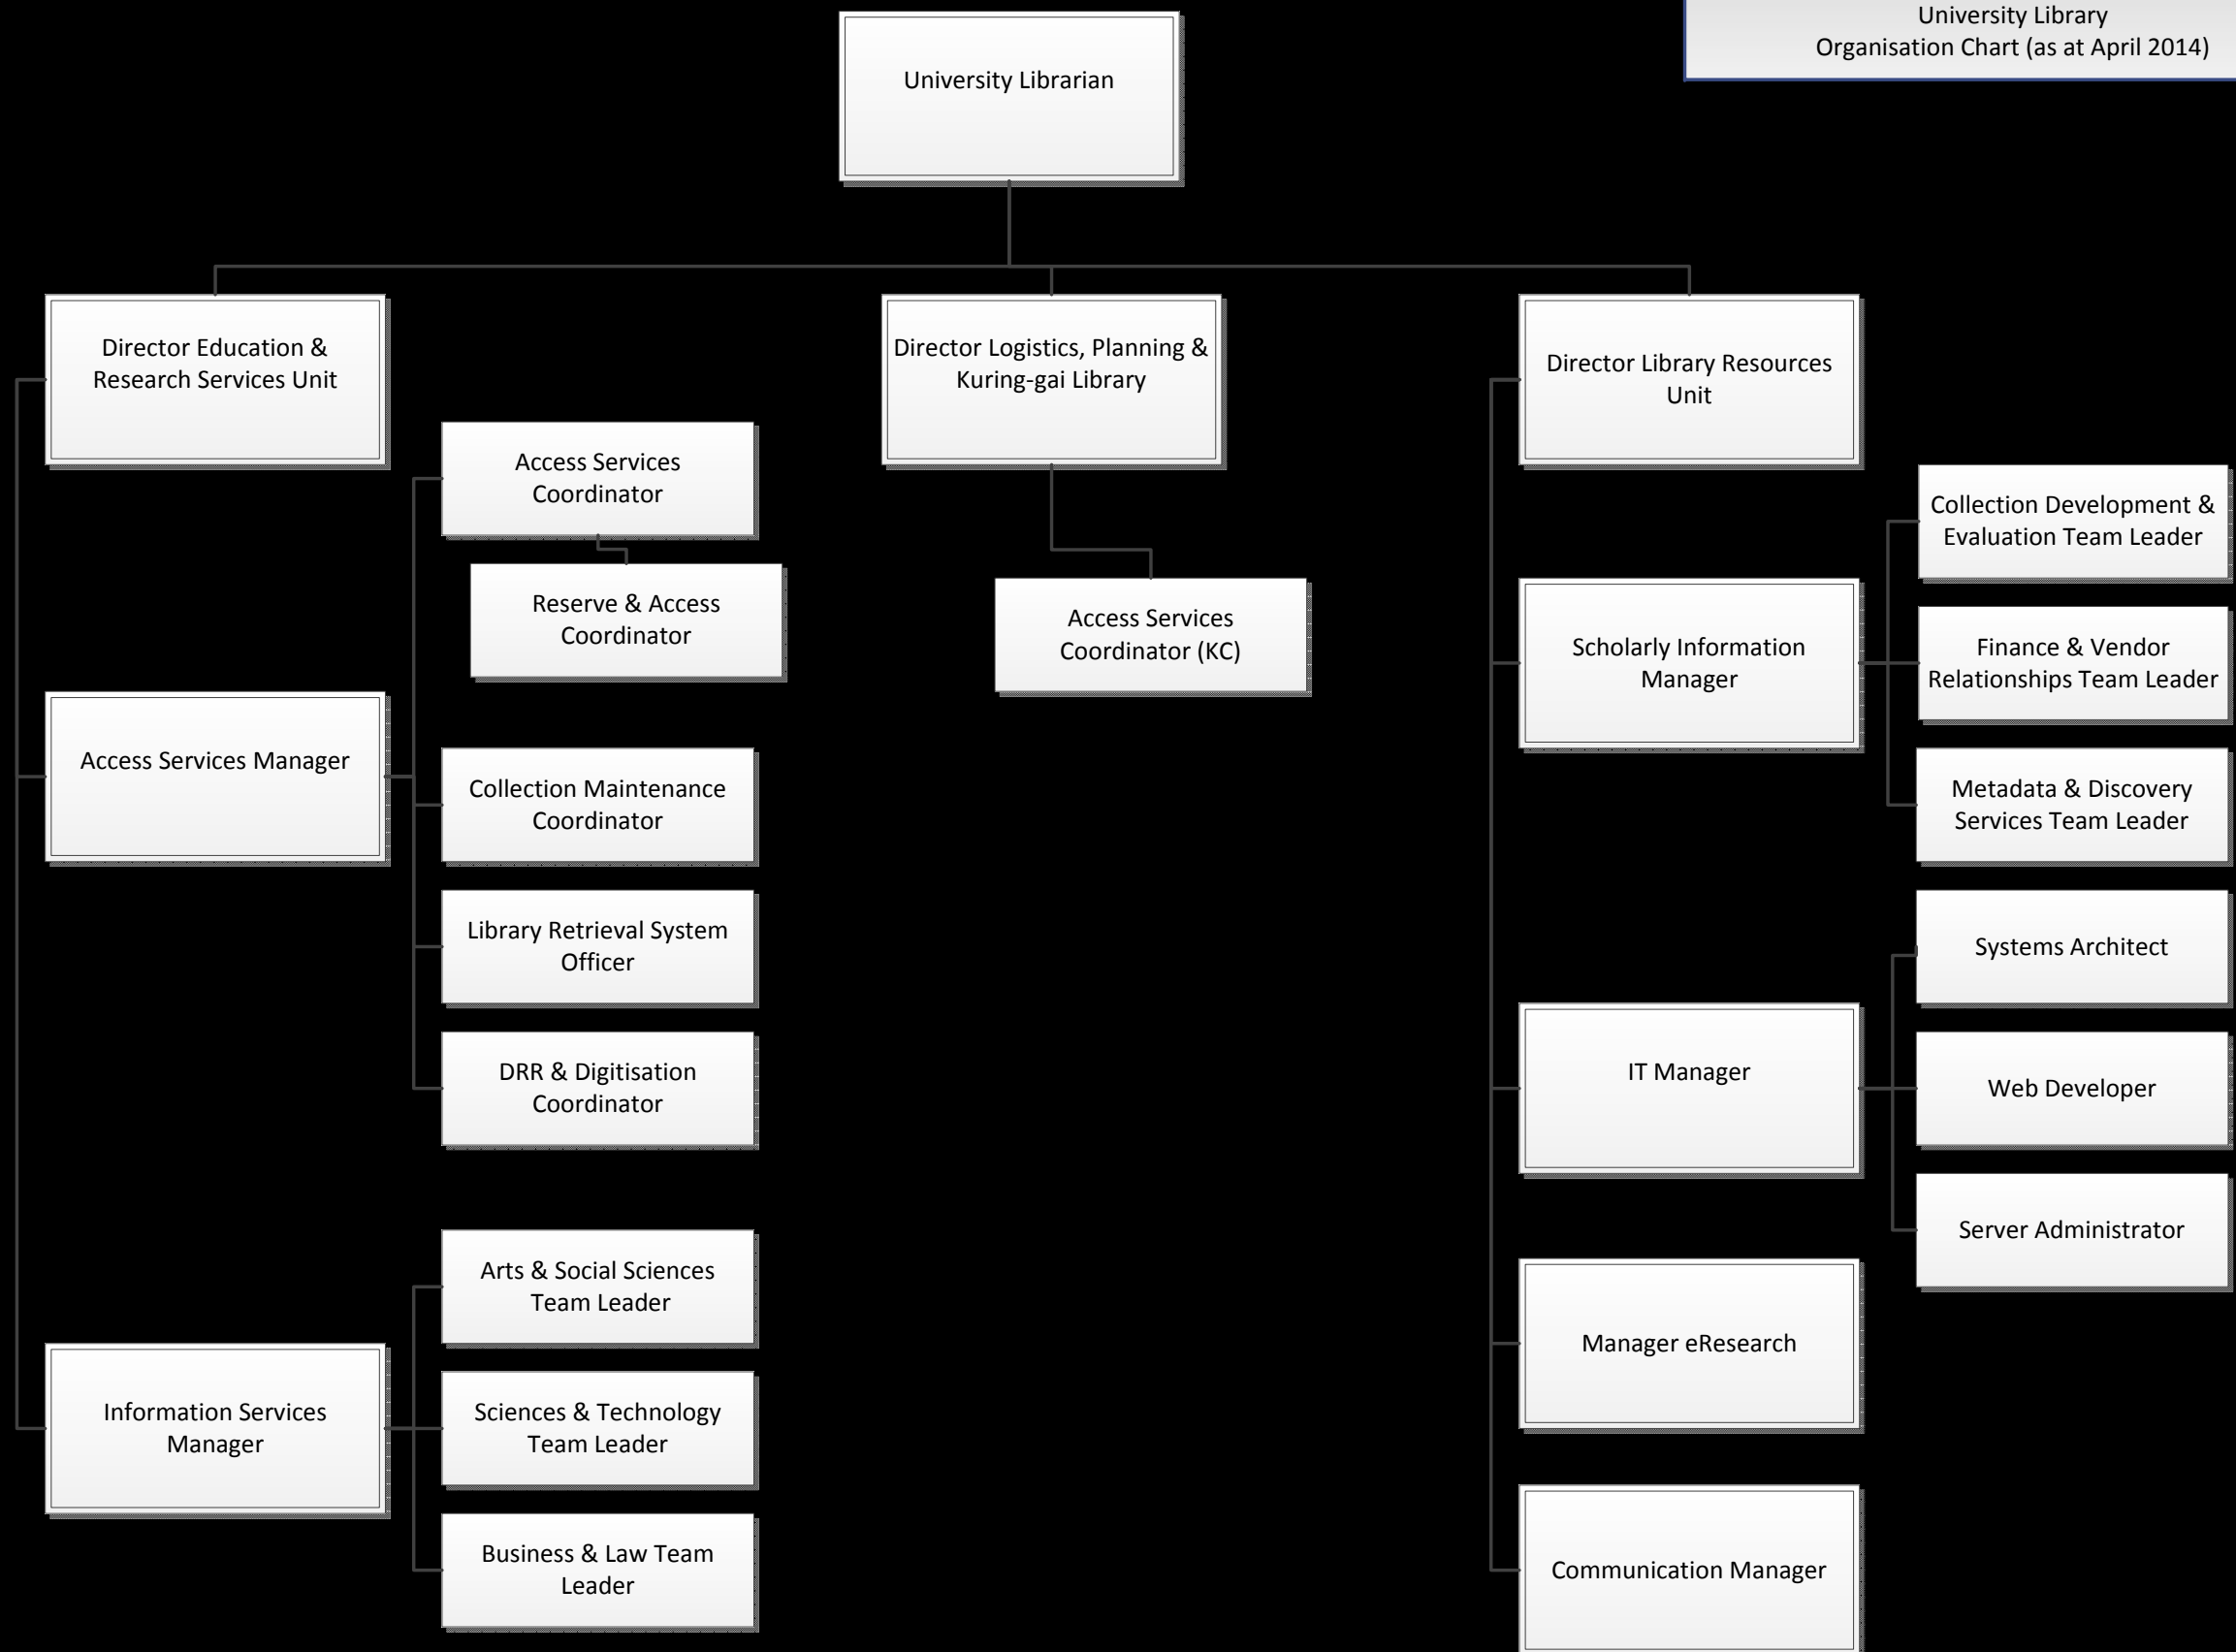 University Library
Organisation Chart (as at April 2014)
University Librarian
Director Education &
Research Services Unit
Director Logistics, Planning &
Kuring-gai Library
Director Library Resources
Unit
Access Services
Coordinator
Reserve & Access
Coordinator
Access Services
Coordinator (KC)
Access Services Manager
Collection Maintenance
Coordinator
Library Retrieval System
Officer
DRR & Digitisation
Coordinator
Information Services
Manager
Arts & Social Sciences
Team Leader
Sciences & Technology
Team Leader
Business & Law Team
Leader
Scholarly Information
Manager
Collection Development &
Evaluation Team Leader
Finance & Vendor
Relationships Team Leader
Metadata & Discovery
Services Team Leader
IT Manager
Systems Architect
Web Developer
Server Administrator
Manager eResearch
Communication Manager